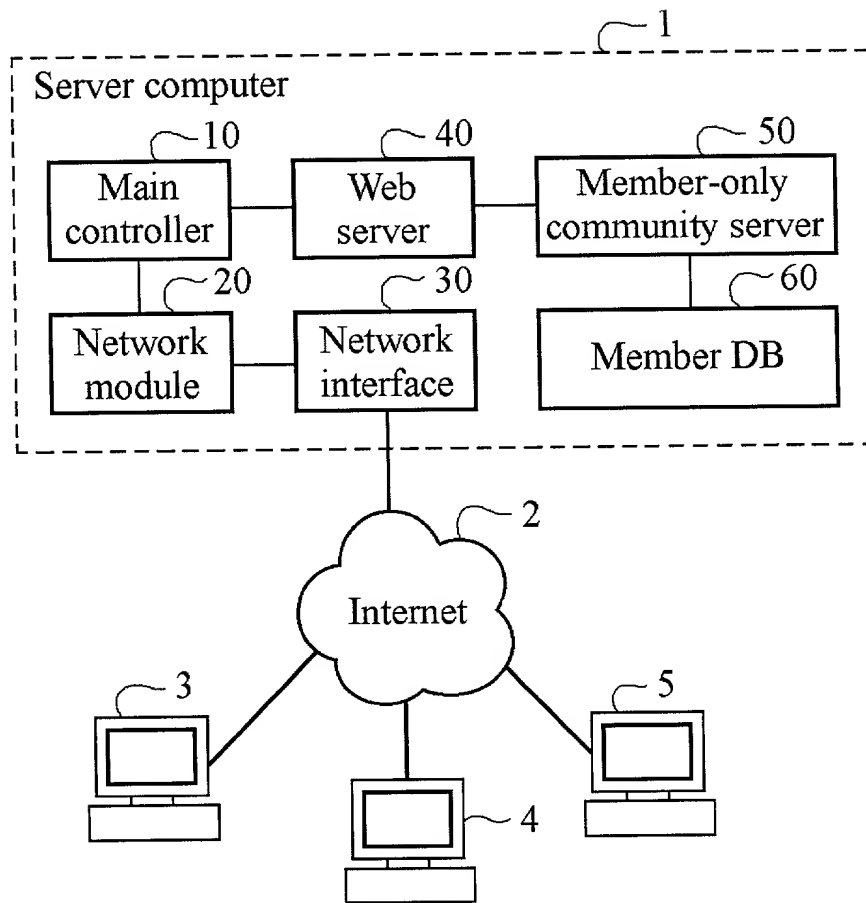 1
Server computer
10
40
50
Main
controller
Web
server
Member-only
community server
20
30
60
Network
module
Network
interface
Member DB
2
Internet
3
5
4